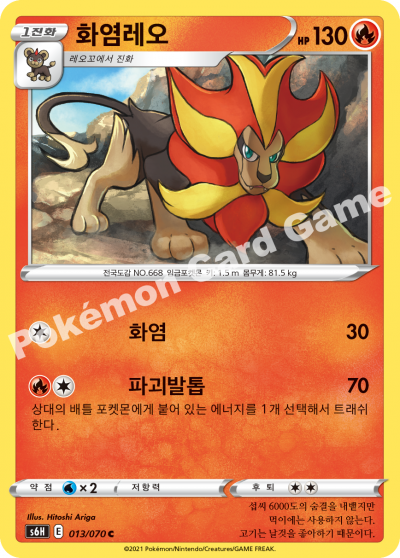 1진화
화염레오
HP 130
레오꼬에서 진화
전국도감 NO.668 임금포켓몬 키: 1.5 m 몸무게: 81.5 kg
Pokémon Card Game
화염 30
파괴발톱 70
상대의 배틀 포켓몬에게 붙어 있는 에너지를 1개 선택해서 트래쉬
한다.
약점 ×2 저항력 후퇴
Illus. Hitoshi Ariga
s6H E 013/070 C
섭씨 6000도의 숨결을 내뱉지만
먹이에는 사용하지 않는다.
고기는 날것을 좋아하기 때문이다.
©2021 Pokémon/Nintendo/Creatures/GAME FREAK.